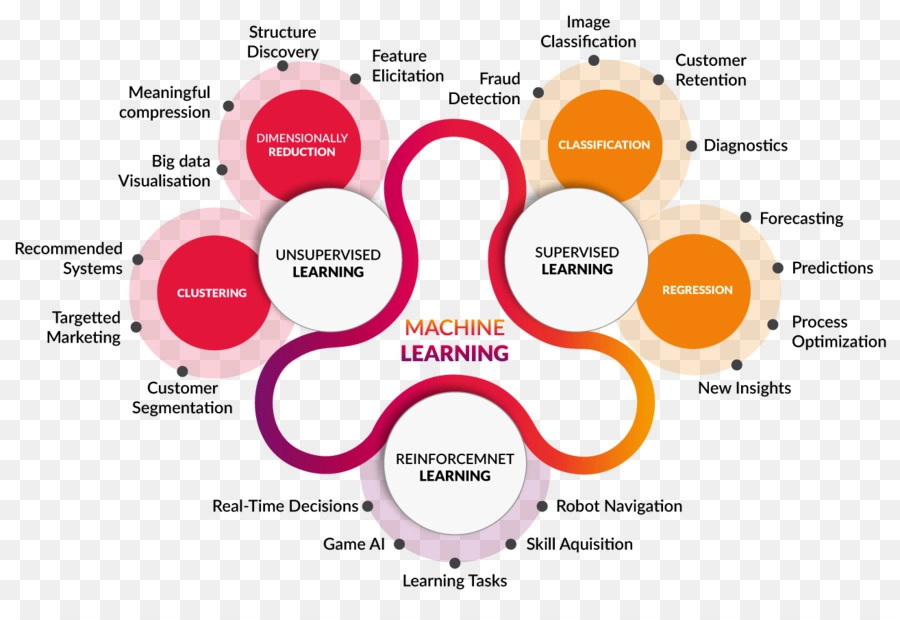 Structure
Discovery
Feature
Elicitation
Meaningful
compression
Big data
Visualisation
DIMENSIONALLY
REDUCTION
Recommended
Systems
Targetted
Marketing
Customer
Segmentation
CLUSTERING
UNSUPERVISED
LEARNING
Image
Classification
Customer
Retention
Fraud
Detection
Diagnostics
CLASSIFICATION
Forecasting
Predictions
Process
Optimization
New Insights
REGRESSION
SUPERVISED
LEARNING
MACHINE
LEARNING
REINFORCEMNET
LEARNING
Real-Time Decisions
Game AI
Learning Tasks
Skill Aquisition
Robot Navigation